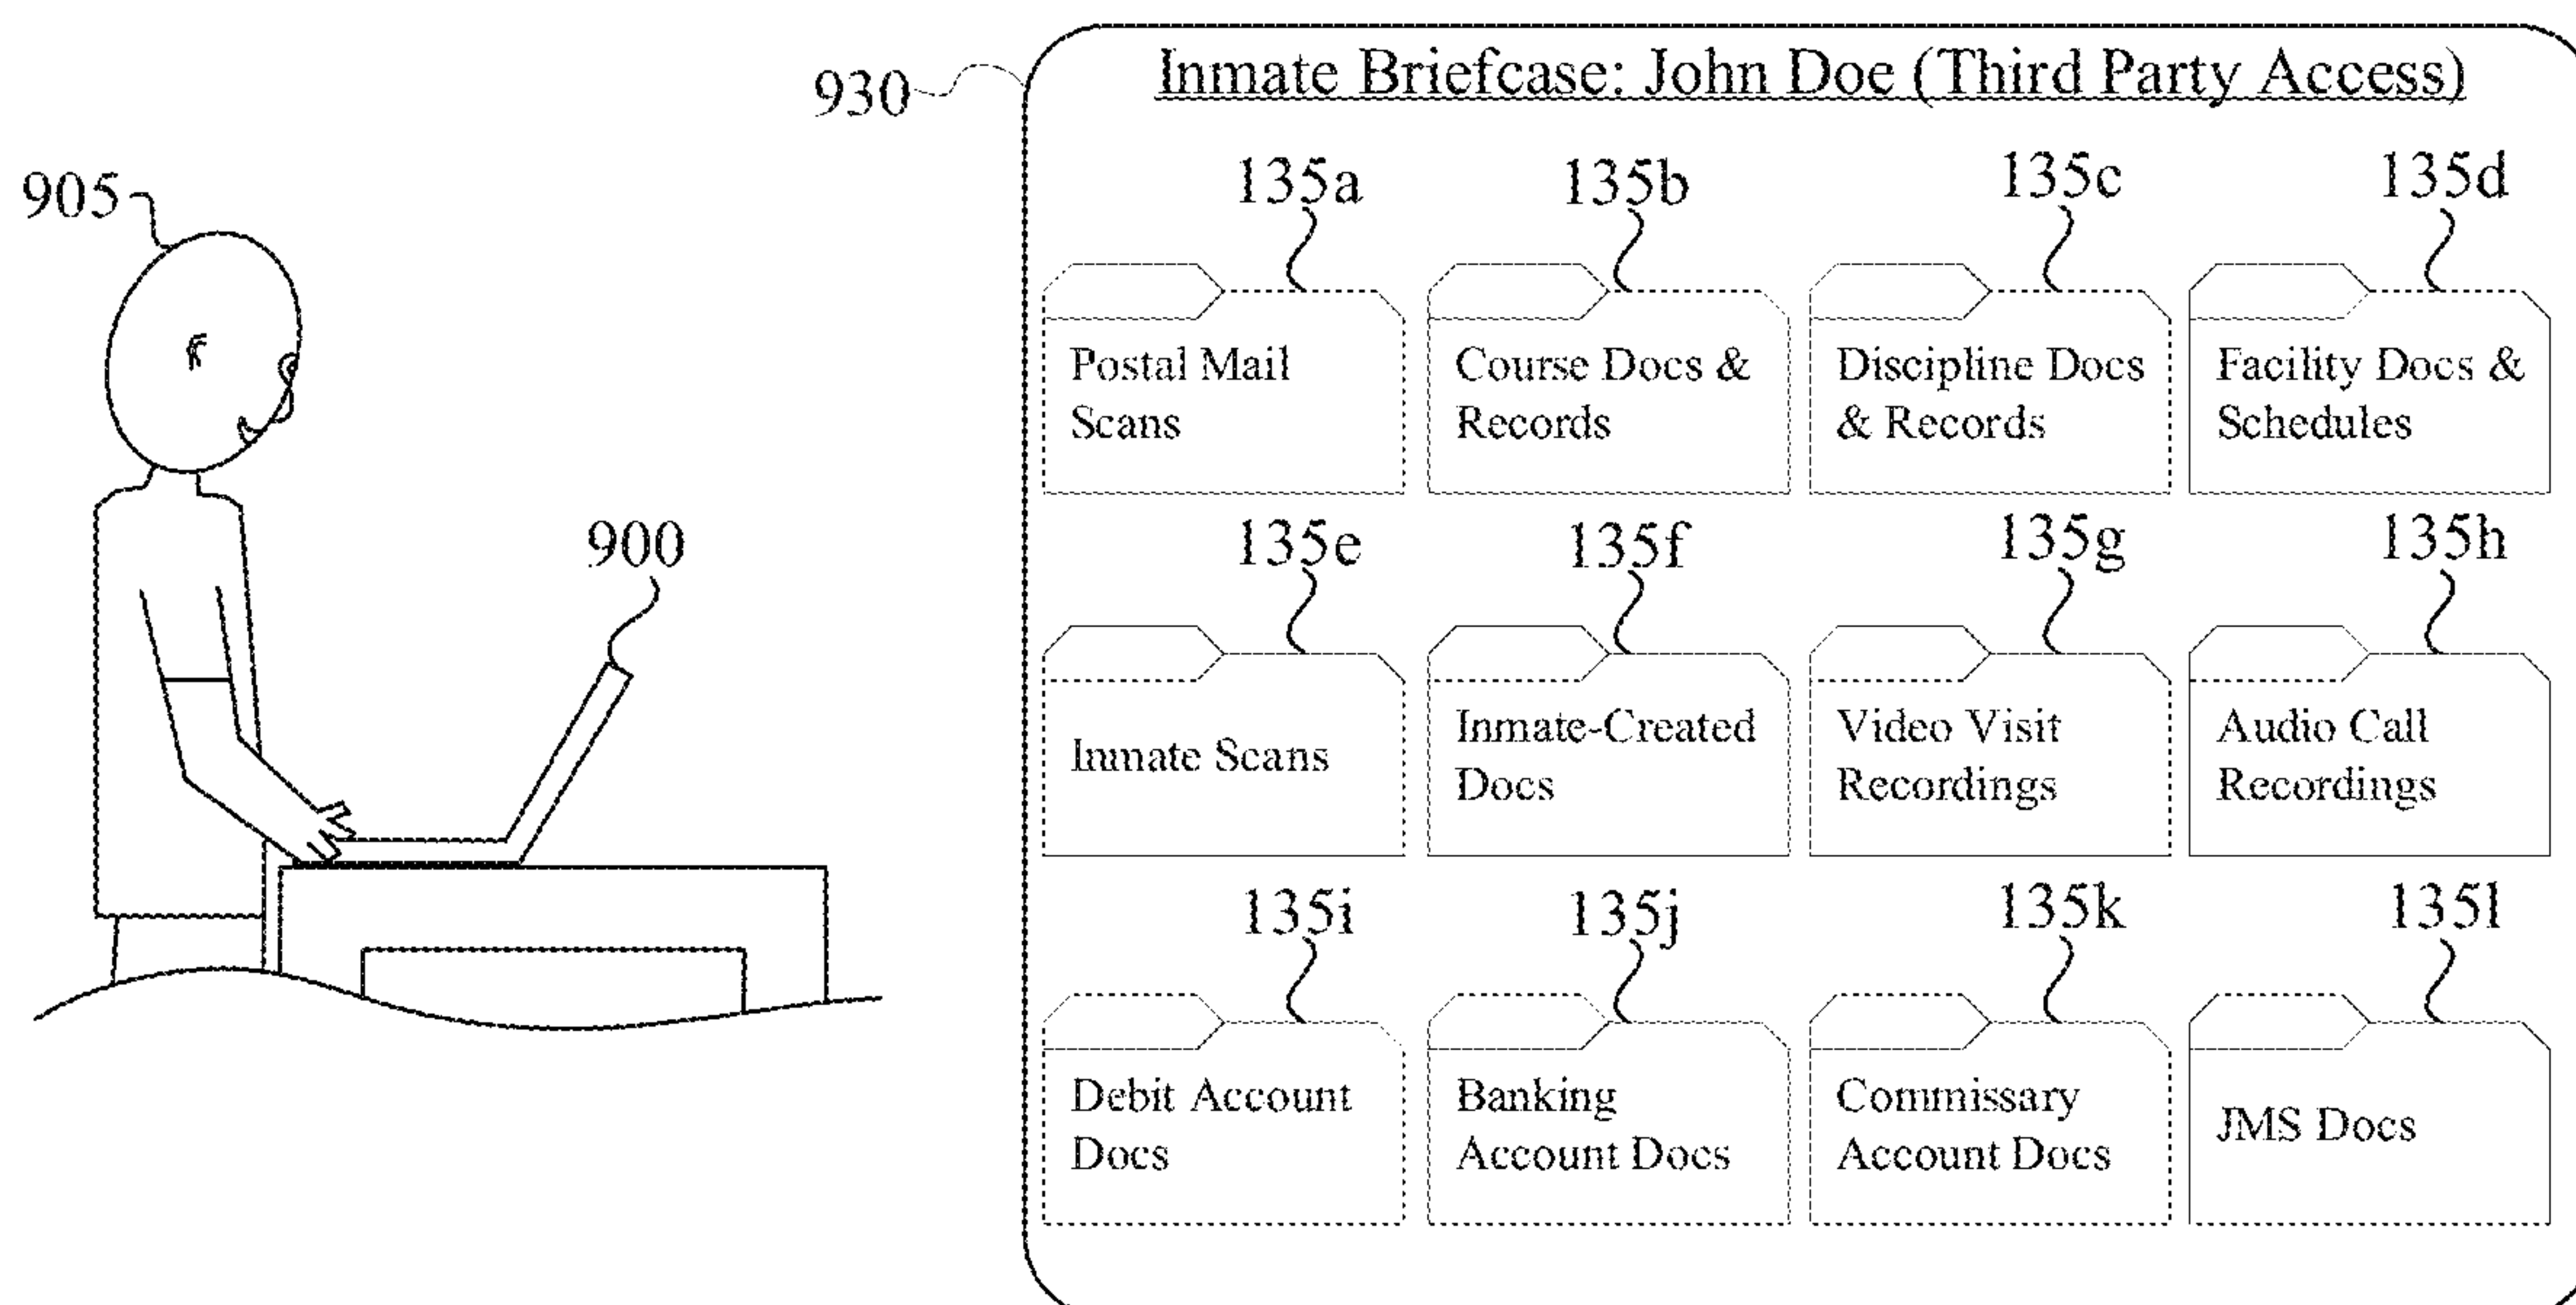 930
Inmate Briefcase: John Doe (Third Party Access)
905
900
135a
135b
135c
135d
Postal Mail
Scans
Course Docs &
Records
Discipline Docs
& Records
Facility Docs &
Schedules
135e
135f
135g
135h
Inmate Scans
Inmate-Created
Docs
Video Visit
Recordings
Audio Call
Recordings
135i
135j
135k
135l
Debit Account
Docs
Banking
Account Docs
Commissary
Account Docs
JMS Docs